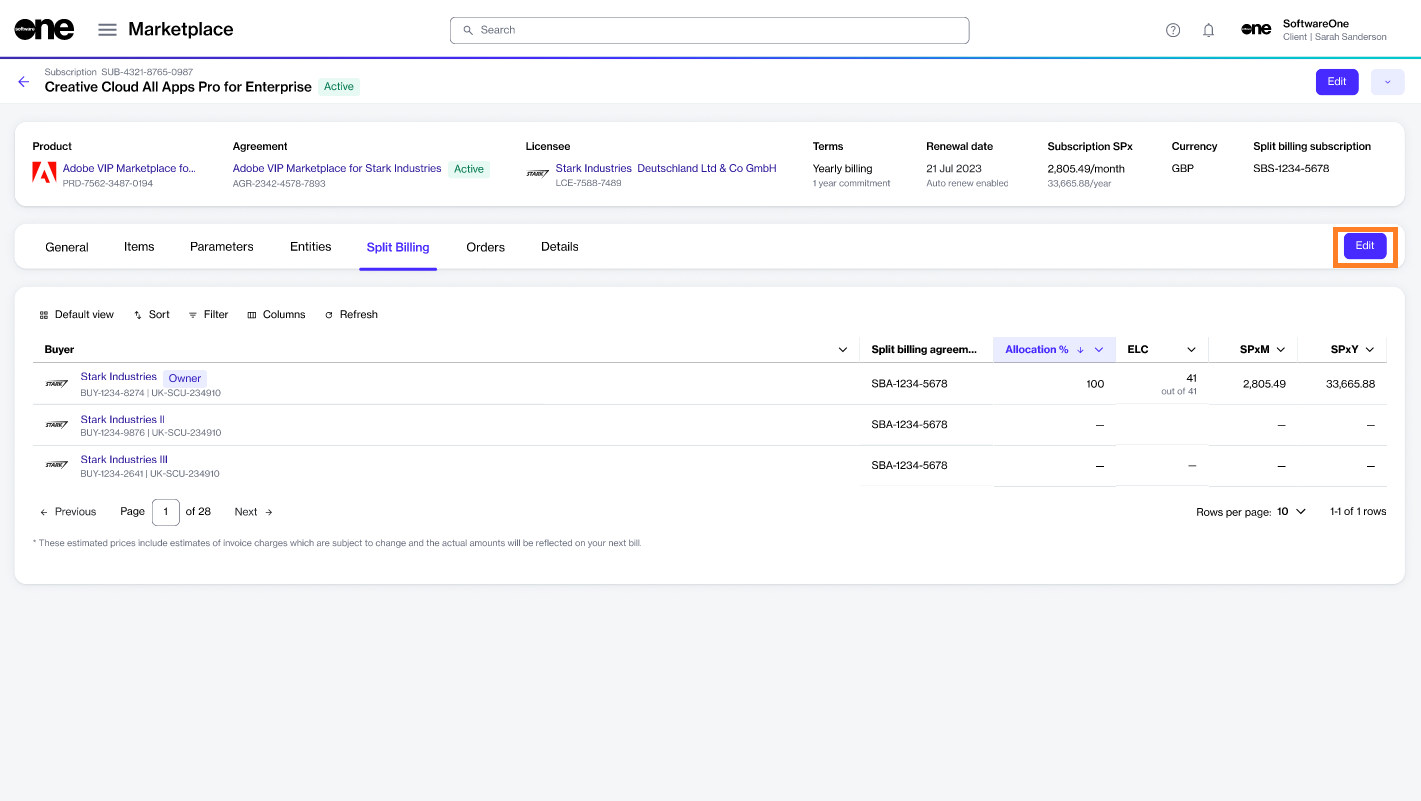 software one
Marketplace
Search
one
SoftwareOne
Client | Sarah Sanderson
Subscription SUB-4321-8765-0987
Creative Cloud All Apps Pro for Enterprise Active
Edit
Product
Adobe VIP Marketplace fo...
PRD-7562-3487-0194
Agreement
Adobe VIP Marketplace for Stark Industries Active
AGR-2342-4578-7893
Licensee
STARK
Stark Industries Deutschland Ltd & Co GmbH
LCE-7588-7489
Terms
Yearly billing
1 year commitment
Renewal date
21 Jul 2023
Auto renew enabled
Subscription SPx
2,805.49/month
33,665.88/year
Currency
GBP
Split billing subscription
SBS-1234-5678
General Items Parameters Entities Split Billing Orders Details
Edit
Default view Sort Filter Columns Refresh
Buyer Split billing agreem... Allocation % ELC SPxM SPxY
STARK Stark Industries Owner
BUY-1234-8274 | UK-SCU-234910
SBA-1234-5678 100 41 2,805.49 33,665.88
out of 41
STARK Stark Industries II
BUY-1234-9876 | UK-SCU-234910
SBA-1234-5678 — — —
STARK Stark Industries III
BUY-1234-2641 | UK-SCU-234910
SBA-1234-5678 — — — —
Previous Page 1 of 28 Next
Rows per page: 10 1-1 of 1 rows
* These estimated prices include estimates of invoice charges which are subject to change and the actual amounts will be reflected on your next bill.